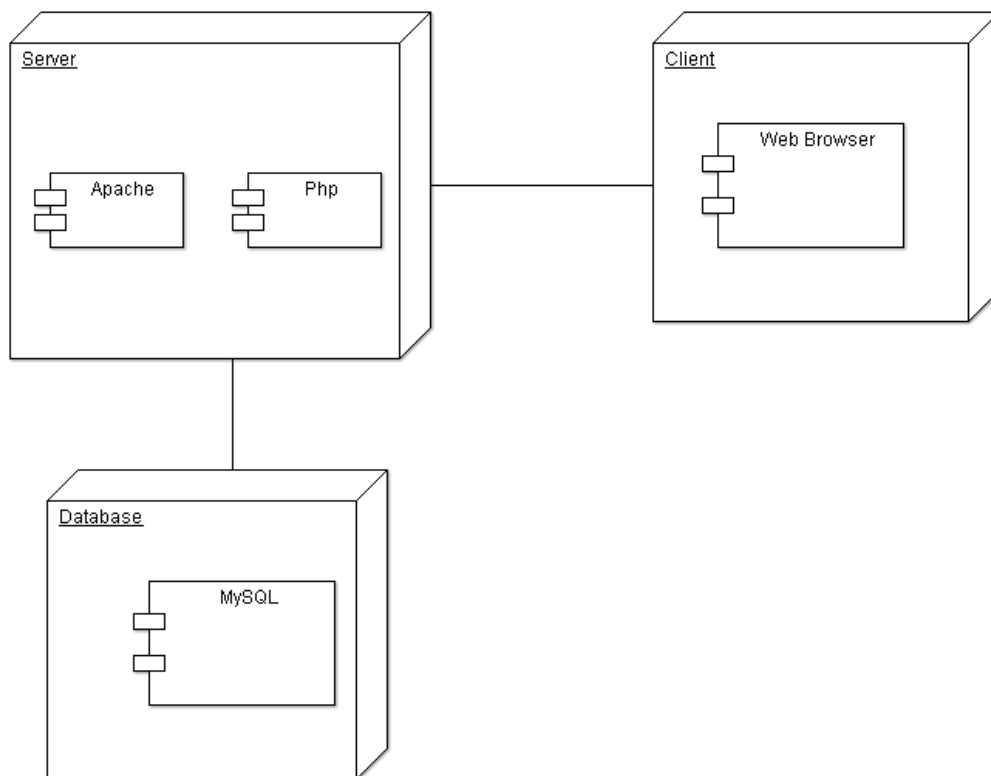 Server
Client
Web Browser
Apache
Php
Database
MySQL